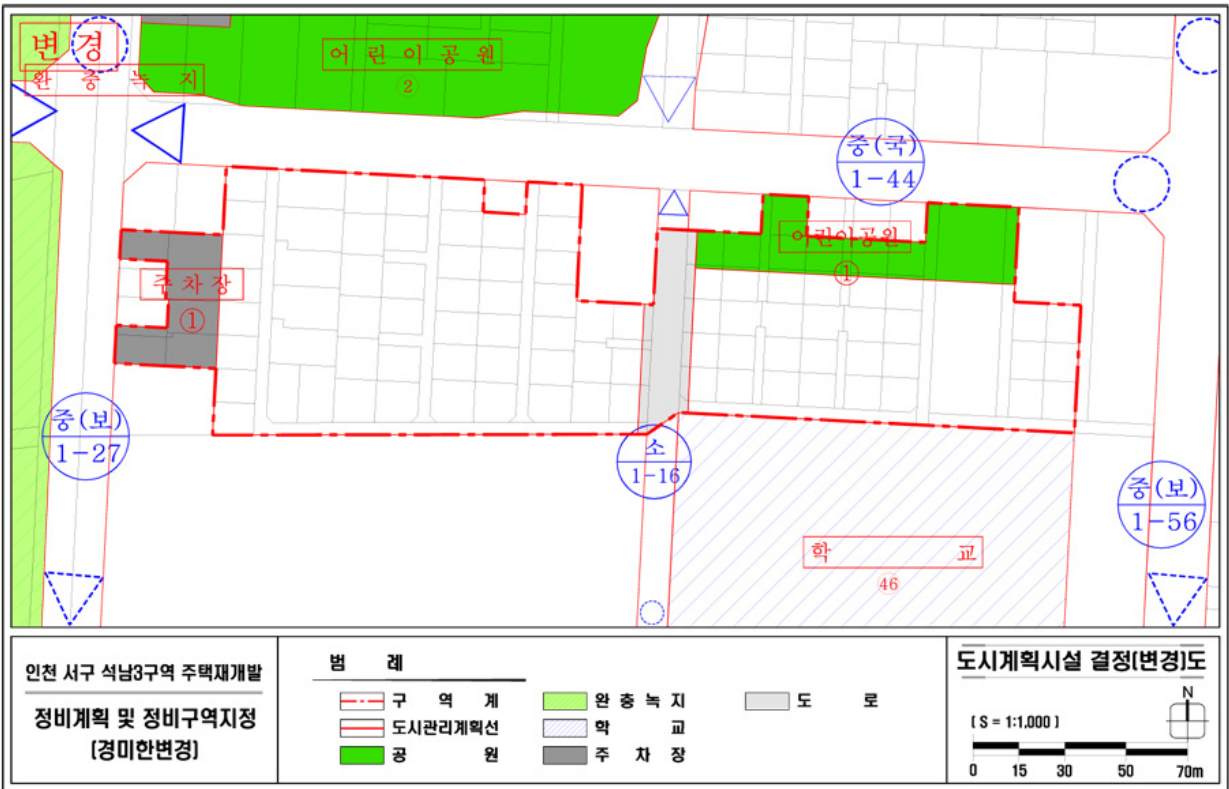 변 경
완 충 녹 지
어 린 이 공 원
②
중(국)
1-44
어린이공원
①
주 차 장
①
중(보)
1-27
소
1-16
중(보)
1-56
학 교
㊻
인천 서구 석남3구역 주택재개발
정비계획 및 정비구역지정
(경미한변경)
범 례
구 역 계
도시관리계획선
공 원
완 충 녹 지
학 교
주 차 장
도 로
도시계획시설 결정(변경)도
( S = 1:1,000 )
N
0 15 30 50 70m